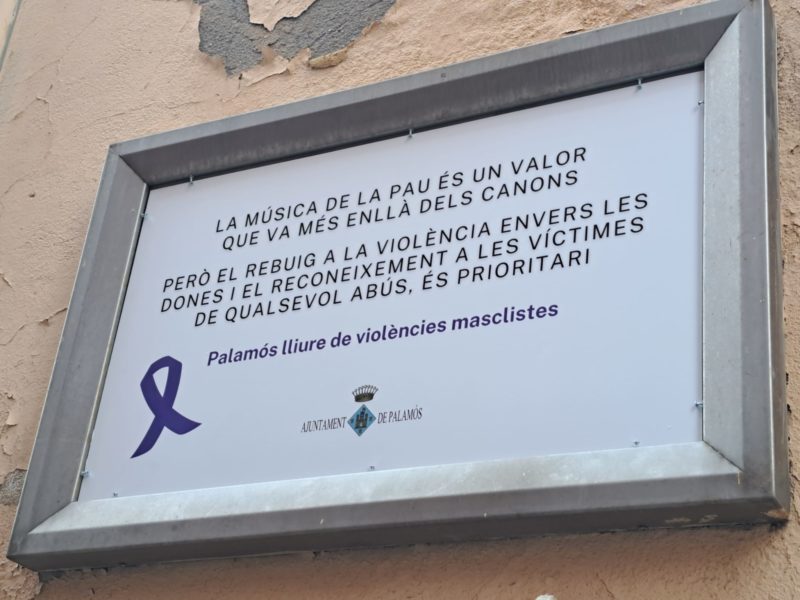 LA MÚSICA DE LA PAU ÉS UN VALOR
QUE VA MÉS ENLLÀ DELS CANONS
PERÒ EL REBUIG A LA VIOLÈNCIA ENVERS LES
DONES I EL RECONEIXEMENT A LES VÍCTIMES
DE QUALSEVOL ABÚS, ÉS PRIORITARI
Palamós lliure de violències masclistes
AJUNTAMENT DE PALAMÓS